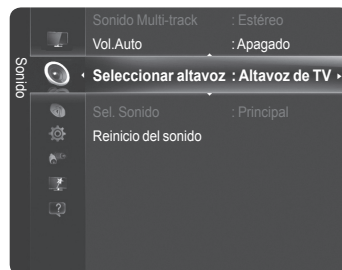 Sonido
Sonido Multi-track : Estéreo
Vol.Auto : Apagado
Seleccionar altavoz : Altavoz de TV
Sel. Sonido : Principal
Reinicio del sonido